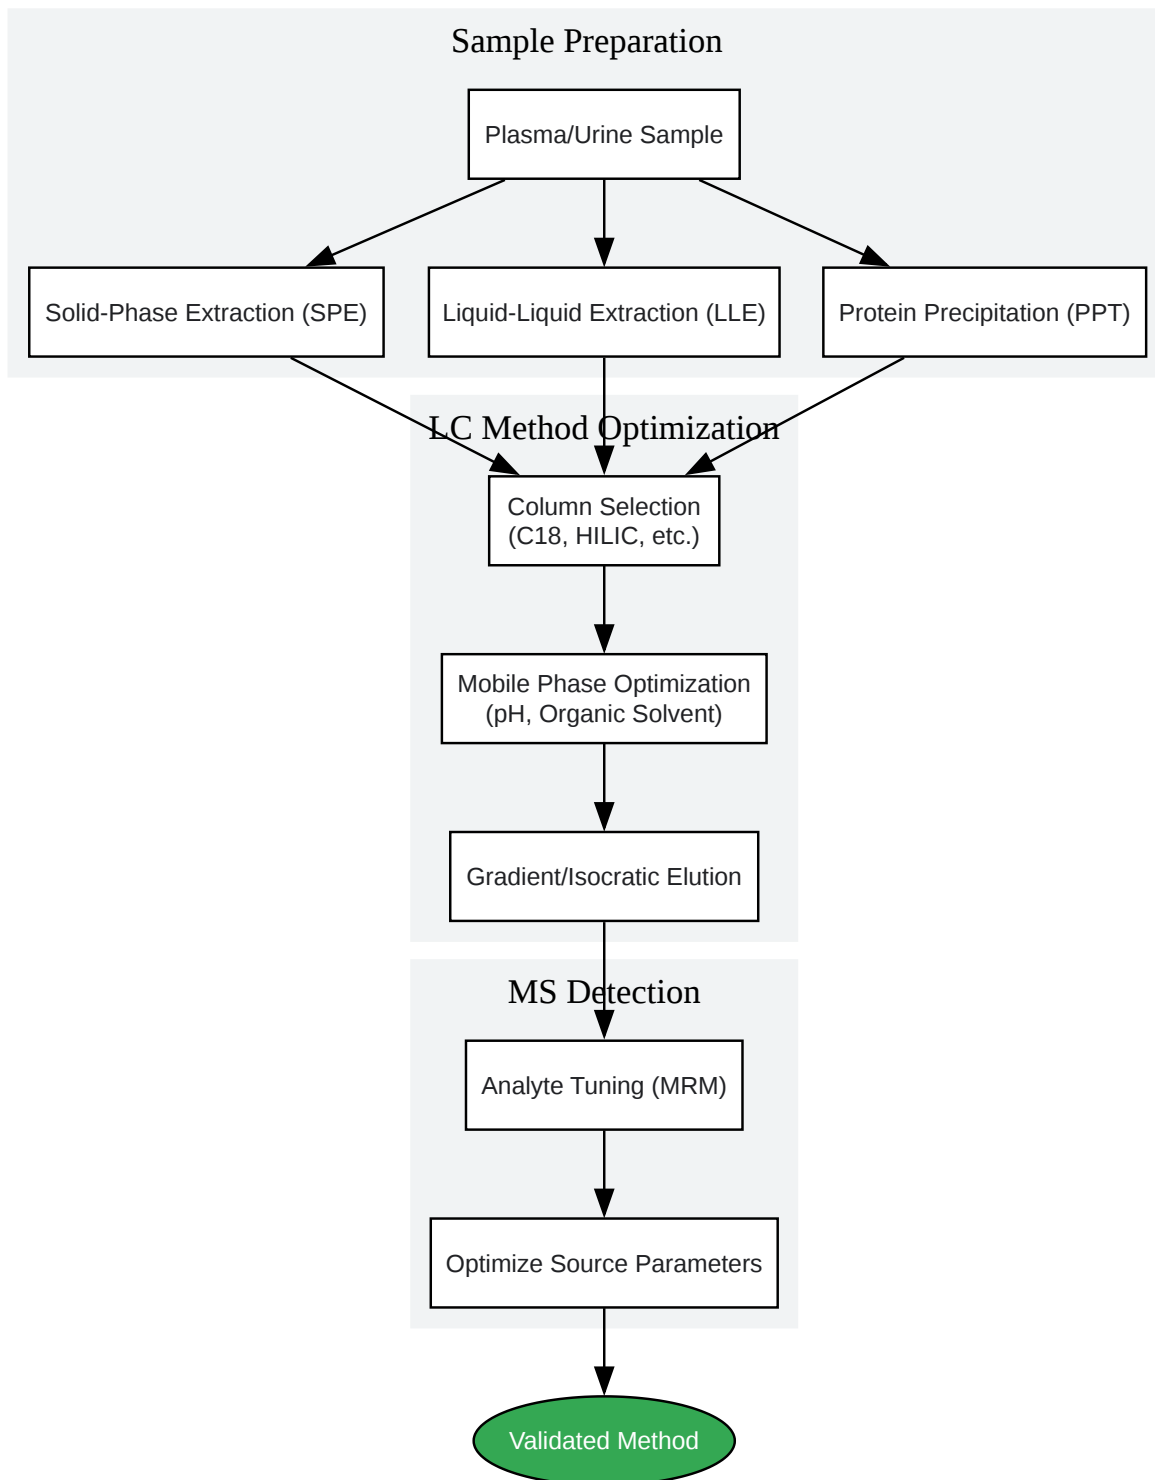 Sample Preparation
Plasma/Urine Sample
Solid-Phase Extraction (SPE)
Liquid-Liquid Extraction (LLE)
Protein Precipitation (PPT)
LC Method Optimization
Column Selection
(C18, HILIC, etc.)
Mobile Phase Optimization
(pH, Organic Solvent)
Gradient/Isocratic Elution
MS Detection
Analyte Tuning (MRM)
Optimize Source Parameters
Validated Method